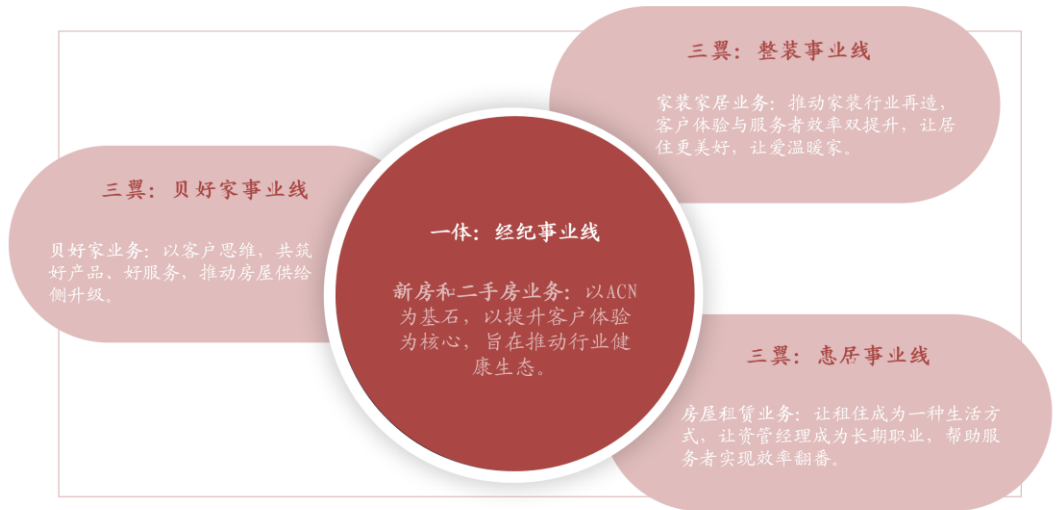 三翼：整装事业线
家装家居业务：推动家装行业再造，
客户体验与服务者效率双提升，让居
住更美好，让爱温暖家。
三翼：贝好家事业线
贝好家业务：以客户思维，共筑
好产品、好服务，推动房屋供给
侧升级。
一体：经纪事业线
新房和二手房业务：以ACN
为基石，以提升客户体验
为核心，旨在推动行业健
康生态。
三翼：惠居事业线
房屋租赁业务：让租住成为一种生活方
式，让资管经理成为长期职业，帮助服
务者实现效率翻番。